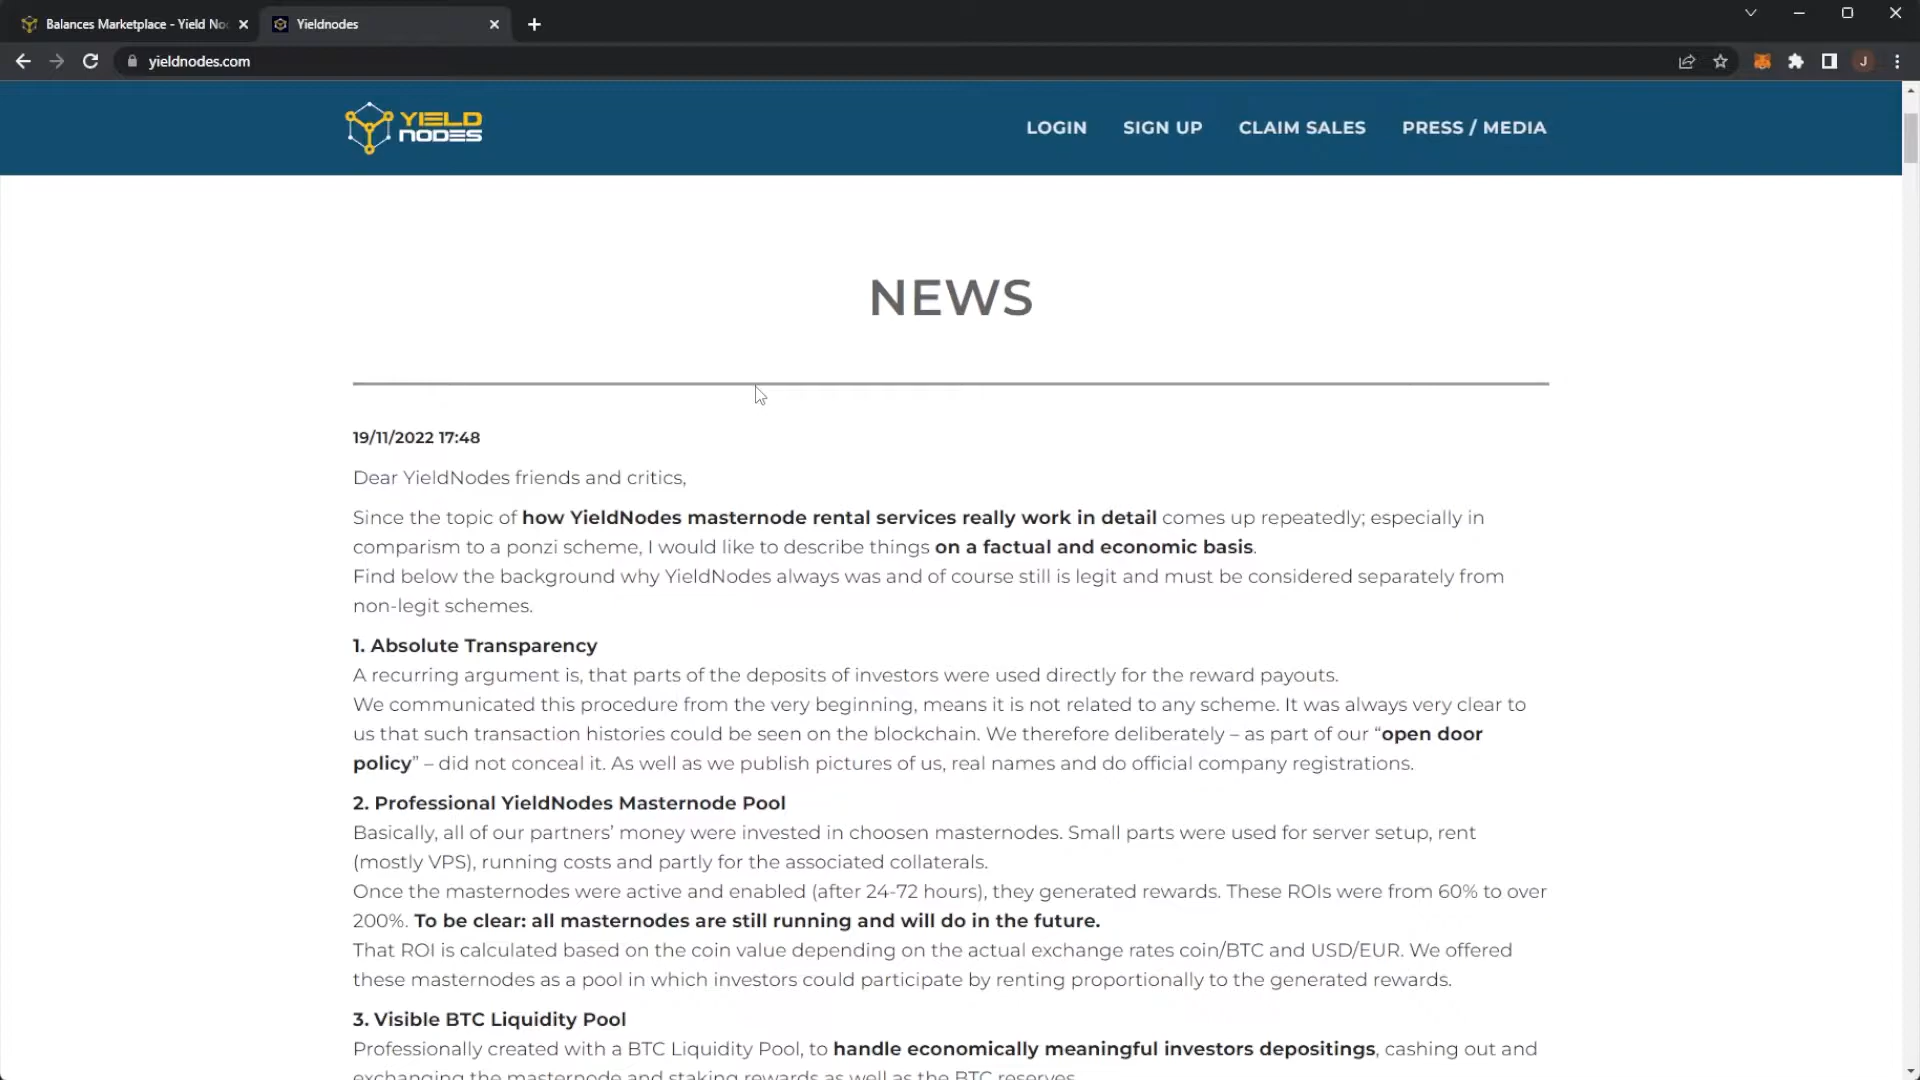 Balances Marketplace - Yield No
Yieldnodes
yieldnodes.com
J
YIELD
NODES
LOGIN
SIGN UP
CLAIM SALES
PRESS / MEDIA
NEWS
19/11/2022 17:48
Dear YieldNodes friends and critics,
Since the topic of how YieldNodes masternode rental services really work in detail comes up repeatedly; especially in
comparism to a ponzi scheme, I would like to describe things on a factual and economic basis.
Find below the background why YieldNodes always was and of course still is legit and must be considered separately from
non-legit schemes.
1. Absolute Transparency
A recurring argument is, that parts of the deposits of investors were used directly for the reward payouts.
We communicated this procedure from the very beginning, means it is not related to any scheme. It was always very clear to
us that such transaction histories could be seen on the blockchain. We therefore deliberately – as part of our “open door
policy” – did not conceal it. As well as we publish pictures of us, real names and do official company registrations.
2. Professional YieldNodes Masternode Pool
Basically, all of our partners’ money were invested in choosen masternodes. Small parts were used for server setup, rent
(mostly VPS), running costs and partly for the associated collaterals.
Once the masternodes were active and enabled (after 24-72 hours), they generated rewards. These ROIs were from 60% to over
200%. To be clear: all masternodes are still running and will do in the future.
That ROI is calculated based on the coin value depending on the actual exchange rates coin/BTC and USD/EUR. We offered
these masternodes as a pool in which investors could participate by renting proportionally to the generated rewards.
3. Visible BTC Liquidity Pool
Professionally created with a BTC Liquidity Pool, to handle economically meaningful investors depositings, cashing out and
exchanging the masternode and staking rewards as well as the BTC reserves.